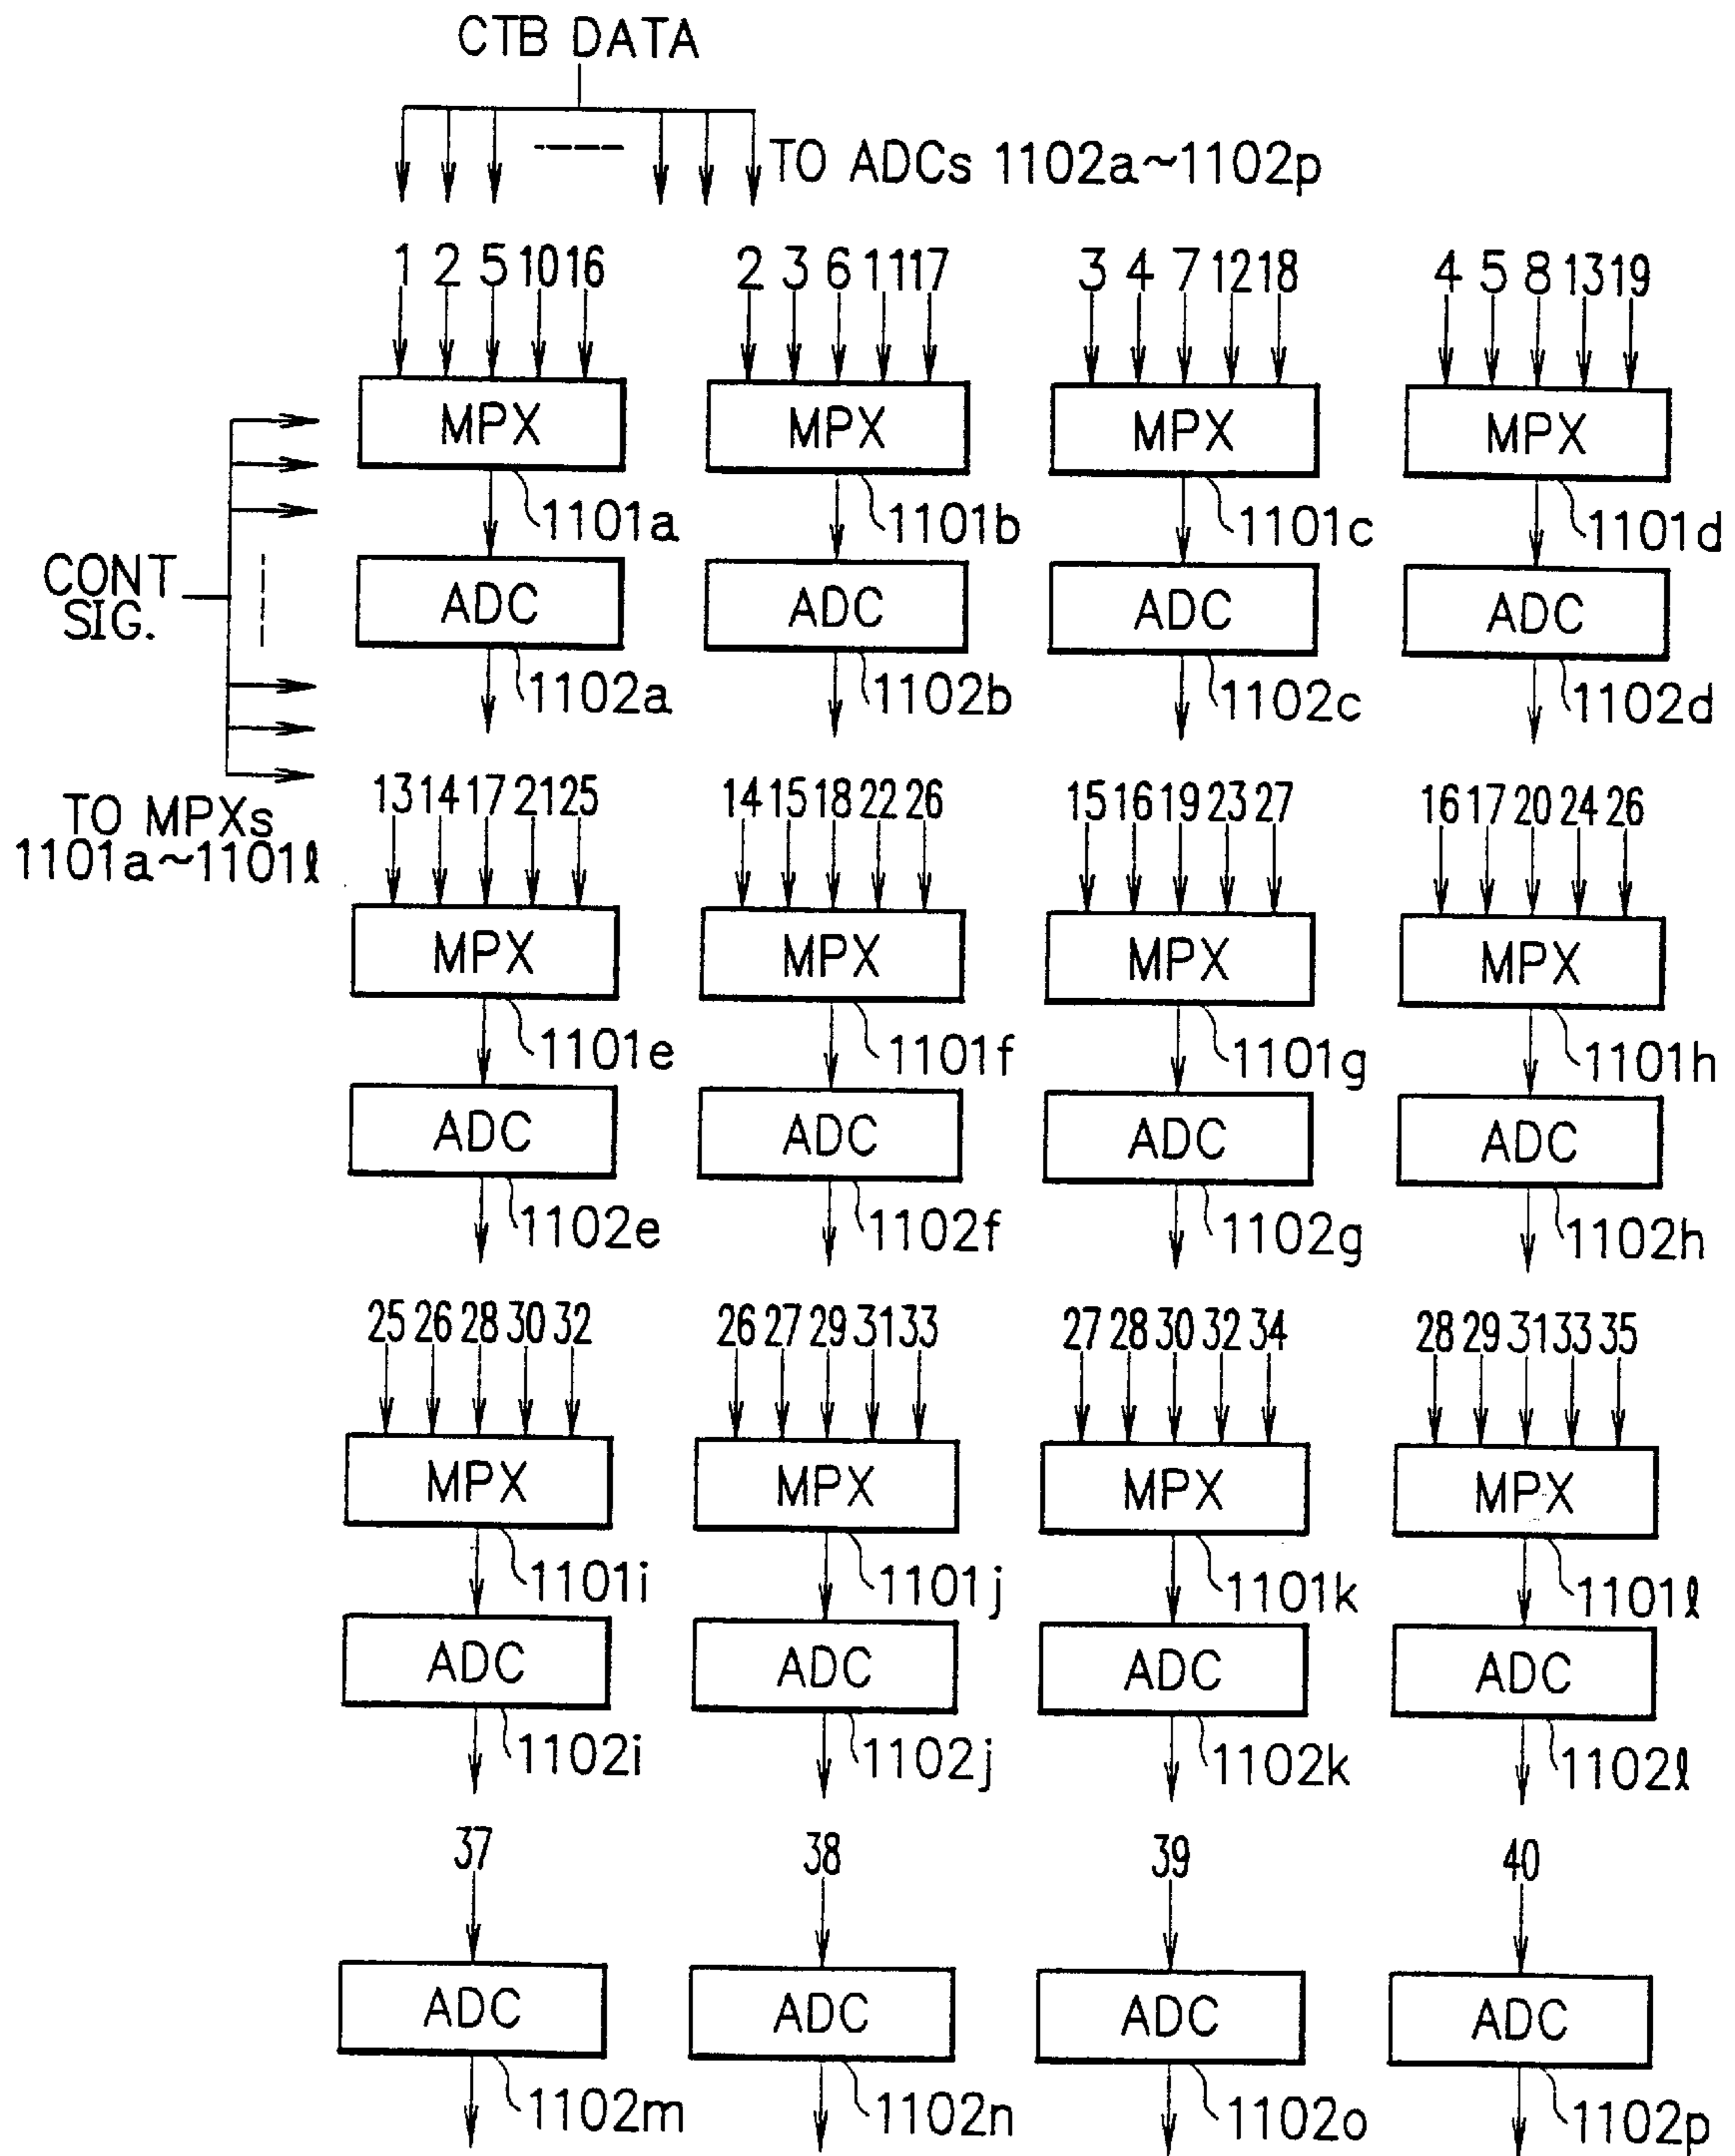 CTB DATA
TO ADCs 1102a~1102p
1 2 5 10 16
2 3 6 11 17
3 4 7 12 18
4 5 8 13 19
MPX MPX MPX MPX
1101a 1101b 1101c 1101d
CONT
SIG.
ADC ADC ADC ADC
1102a 1102b 1102c 1102d
TO MPXs
1101a~1101ℓ
13 14 17 21 25
14 15 18 22 26
15 16 19 23 27
16 17 20 24 26
MPX MPX MPX MPX
1101e 1101f 1101g 1101h
ADC ADC ADC ADC
1102e 1102f 1102g 1102h
25 26 28 30 32
26 27 29 31 33
27 28 30 32 34
28 29 31 33 35
MPX MPX MPX MPX
1101i 1101j 1101k 1101ℓ
ADC ADC ADC ADC
1102i 1102j 1102k 1102ℓ
37 38 39 40
ADC ADC ADC ADC
1102m 1102n 1102o 1102p